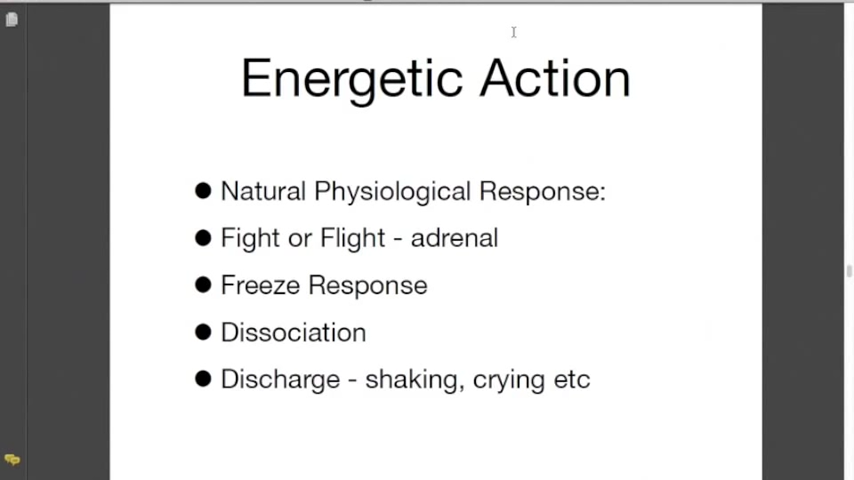 Energetic Action
● Natural Physiological Response:
● Fight or Flight - adrenal
● Freeze Response
● Dissociation
● Discharge - shaking, crying etc